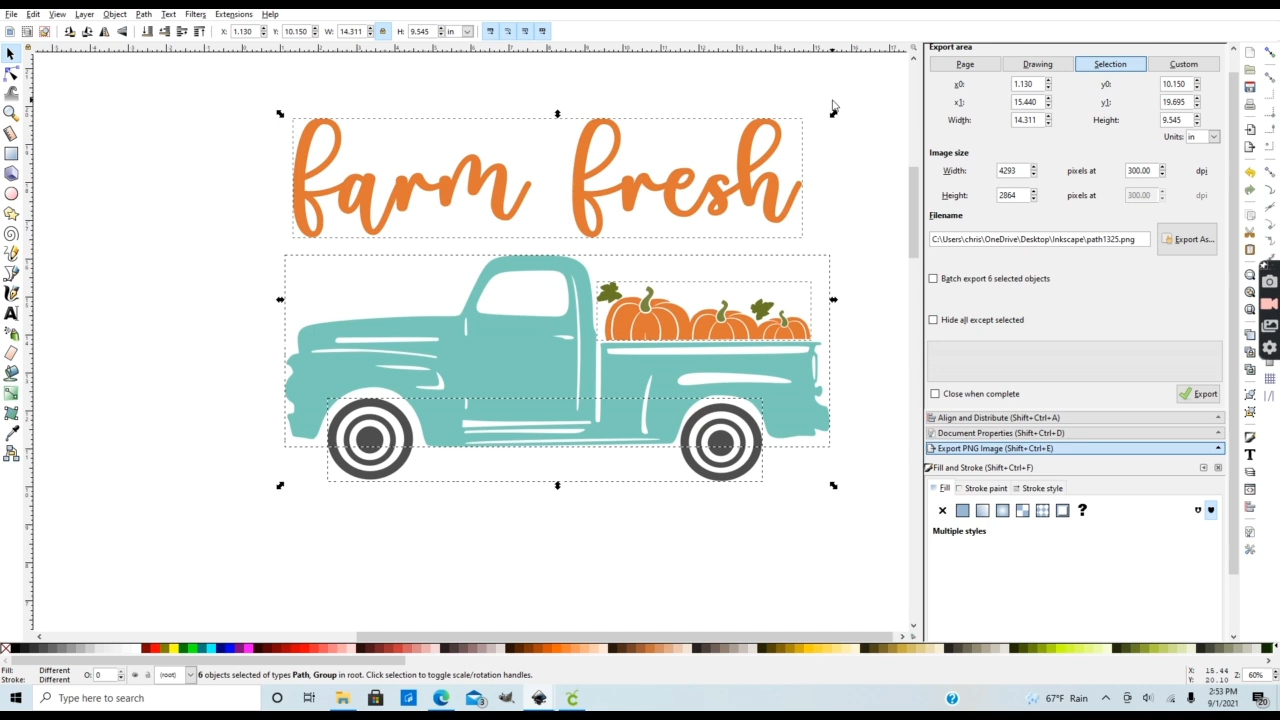 File Edit View Layer Object Path Text Filters Extensions Help
X: 1.130 Y: 10.150 W: 14.311 H: 9.545 in
Export area
Page Drawing Selection Custom
x0: 1.130 y0: 10.150
x1: 15.440 y1: 19.695
Width: 14.311 Height: 9.545
Units: in
Image size
Width: 4293 pixels at 300.00 dpi
Height: 2864 pixels at 300.00 dpi
Filename
C:\Users\chris\OneDrive\Desktop\Inkscape\path1325.png Export As...
Batch export 6 selected objects
Hide all except selected
Close when complete Export
Align and Distribute (Shift+Ctrl+A)
Document Properties (Shift+Ctrl+D)
Export PNG Image (Shift+Ctrl+E)
Fill and Stroke (Shift+Ctrl+F)
Fill Stroke paint Stroke style
Multiple styles
farm fresh
Fill: Different
Stroke: Different
O: 0
(root)
6 objects selected of types Path, Group in root. Click selection to toggle scale/rotation handles.
X: 15.44
Y: 20.10
Z: 60%
Type here to search
3
67°F Rain
2:53 PM
9/1/2021
20